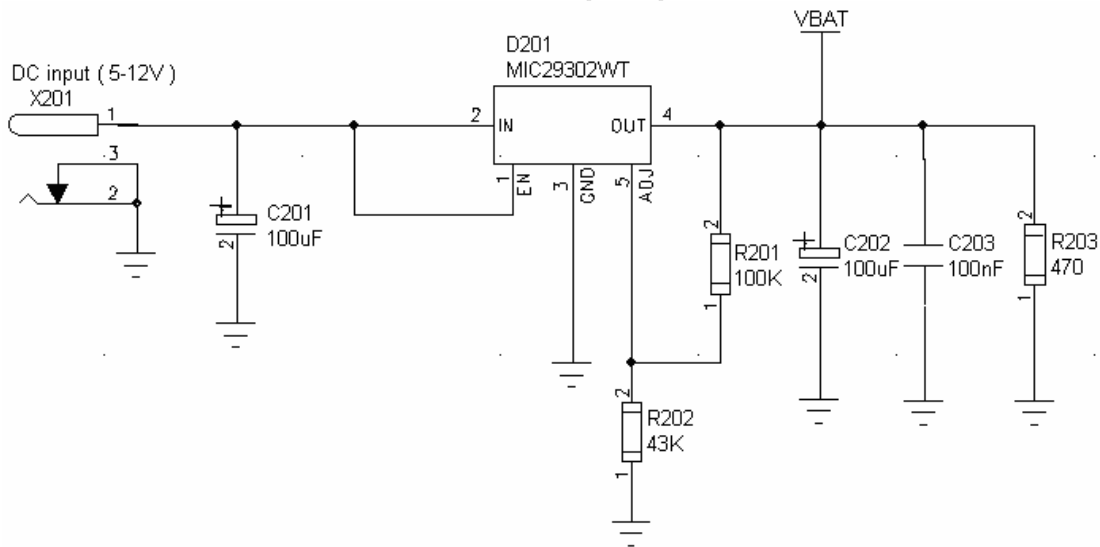 VBAT
D201
MIC29302WT
DC input ( 5-12V )
X201
1
2
IN
OUT
4
3
2
1
EN
3
GND
5
ADJ
+
C201
100uF
2
2
R201
100K
1
+
C202
100uF
2
C203
100nF
2
R203
470
1
2
R202
43K
1